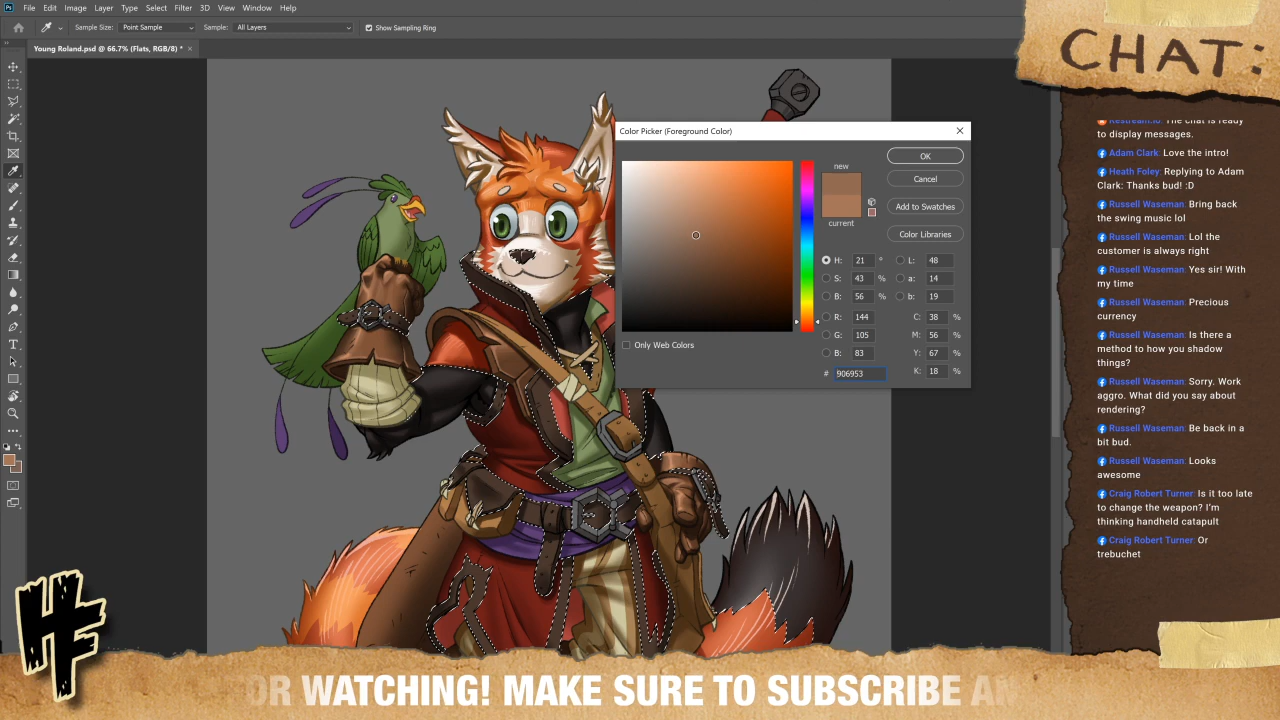 Ps File Edit Image Layer Type Select Filter 3D View Window Help
Sample Size: Point Sample Sample: All Layers Show Sampling Ring
Young Roland.psd @ 66.7% (Flats, RGB/8) * ×
CHAT:
Color Picker (Foreground Color)
new
current
OK
Cancel
Add to Swatches
Color Libraries
H: 21 ° L: 48
S: 43 % a: 14
B: 56 % b: 19
R: 144 C: 38 %
G: 105 M: 56 %
B: 83 Y: 67 %
# 906953 K: 18 %
Only Web Colors
Restream.io: The chat is ready
to display messages.
Adam Clark: Love the intro!
Heath Foley: Replying to Adam
Clark: Thanks bud! :D
Russell Waseman: Bring back
the swing music lol
Russell Waseman: Lol the
customer is always right
Russell Waseman: Yes sir! With
my time
Russell Waseman: Precious
currency
Russell Waseman: Is there a
method to how you shadow
things?
Russell Waseman: Sorry. Work
aggro. What did you say about
rendering?
Russell Waseman: Be back in a
bit bud.
Russell Waseman: Looks
awesome
Craig Robert Turner: Is it too late
to change the weapon? I'm
thinking handheld catapult
Craig Robert Turner: Or
trebuchet
HF
OR WATCHING! MAKE SURE TO SUBSCRIBE AN